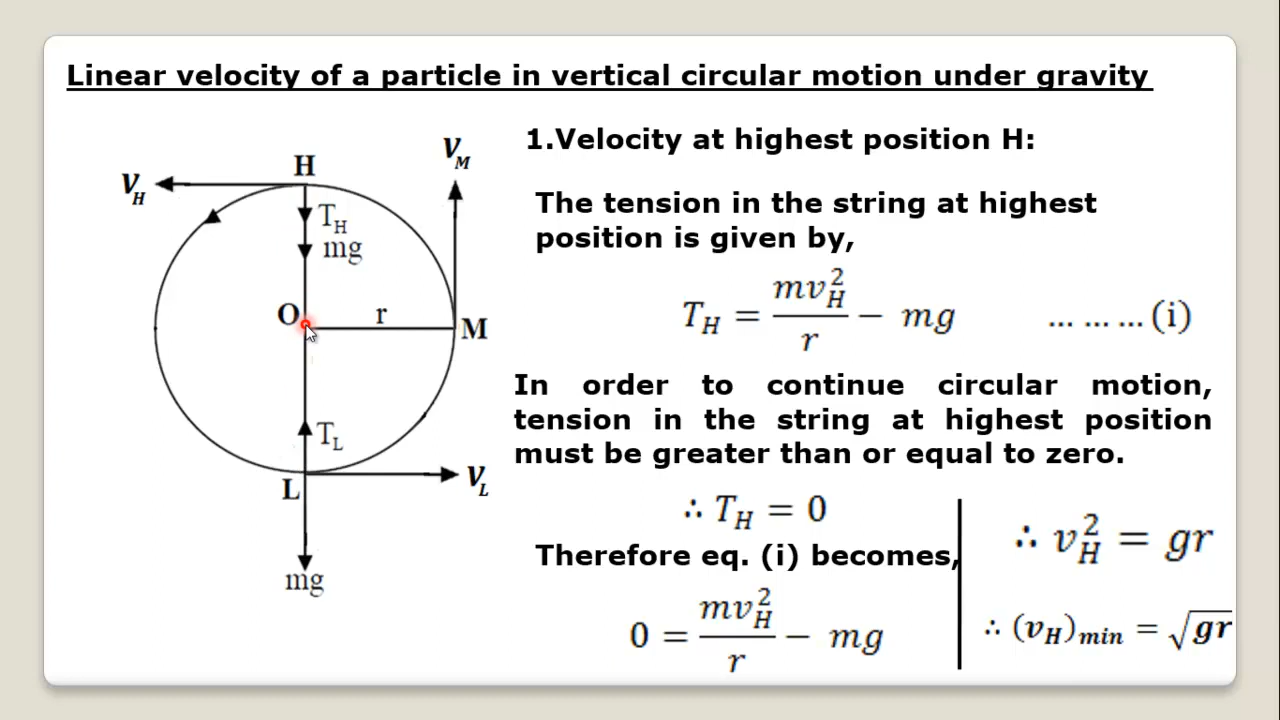 Linear velocity of a particle in vertical circular motion under gravity
H
V_H
V_M
T_H
mg
O
r
M
T_L
L
V_L
mg
1.Velocity at highest position H:
The tension in the string at highest
position is given by,
T_H = mv_H^2/r − mg ... ... ... (i)
In order to continue circular motion,
tension in the string at highest position
must be greater than or equal to zero.
∴ T_H = 0
Therefore eq. (i) becomes,
0 = mv_H^2/r − mg
∴ v_H^2 = gr
∴ (v_H)_min = √gr